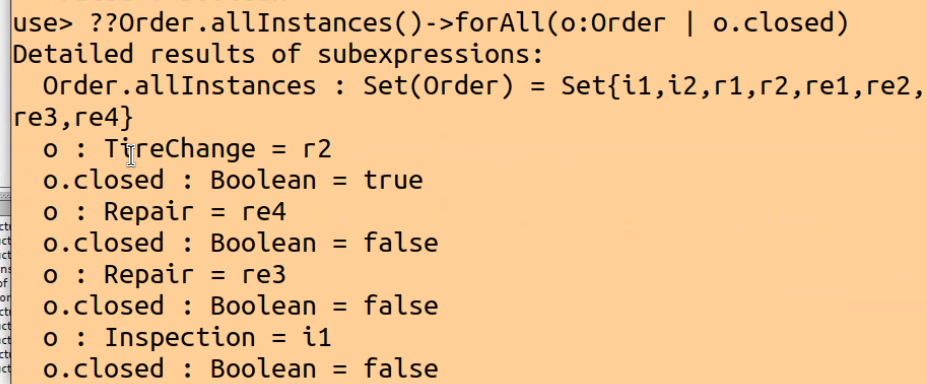 use> ??Order.allInstances()->forAll(o:Order | o.closed)
Detailed results of subexpressions:
  Order.allInstances : Set(Order) = Set{i1,i2,r1,r2,re1,re2,
re3,re4}
  o : TireChange = r2
  o.closed : Boolean = true
  o : Repair = re4
  o.closed : Boolean = false
  o : Repair = re3
  o.closed : Boolean = false
  o : Inspection = i1
  o.closed : Boolean = false